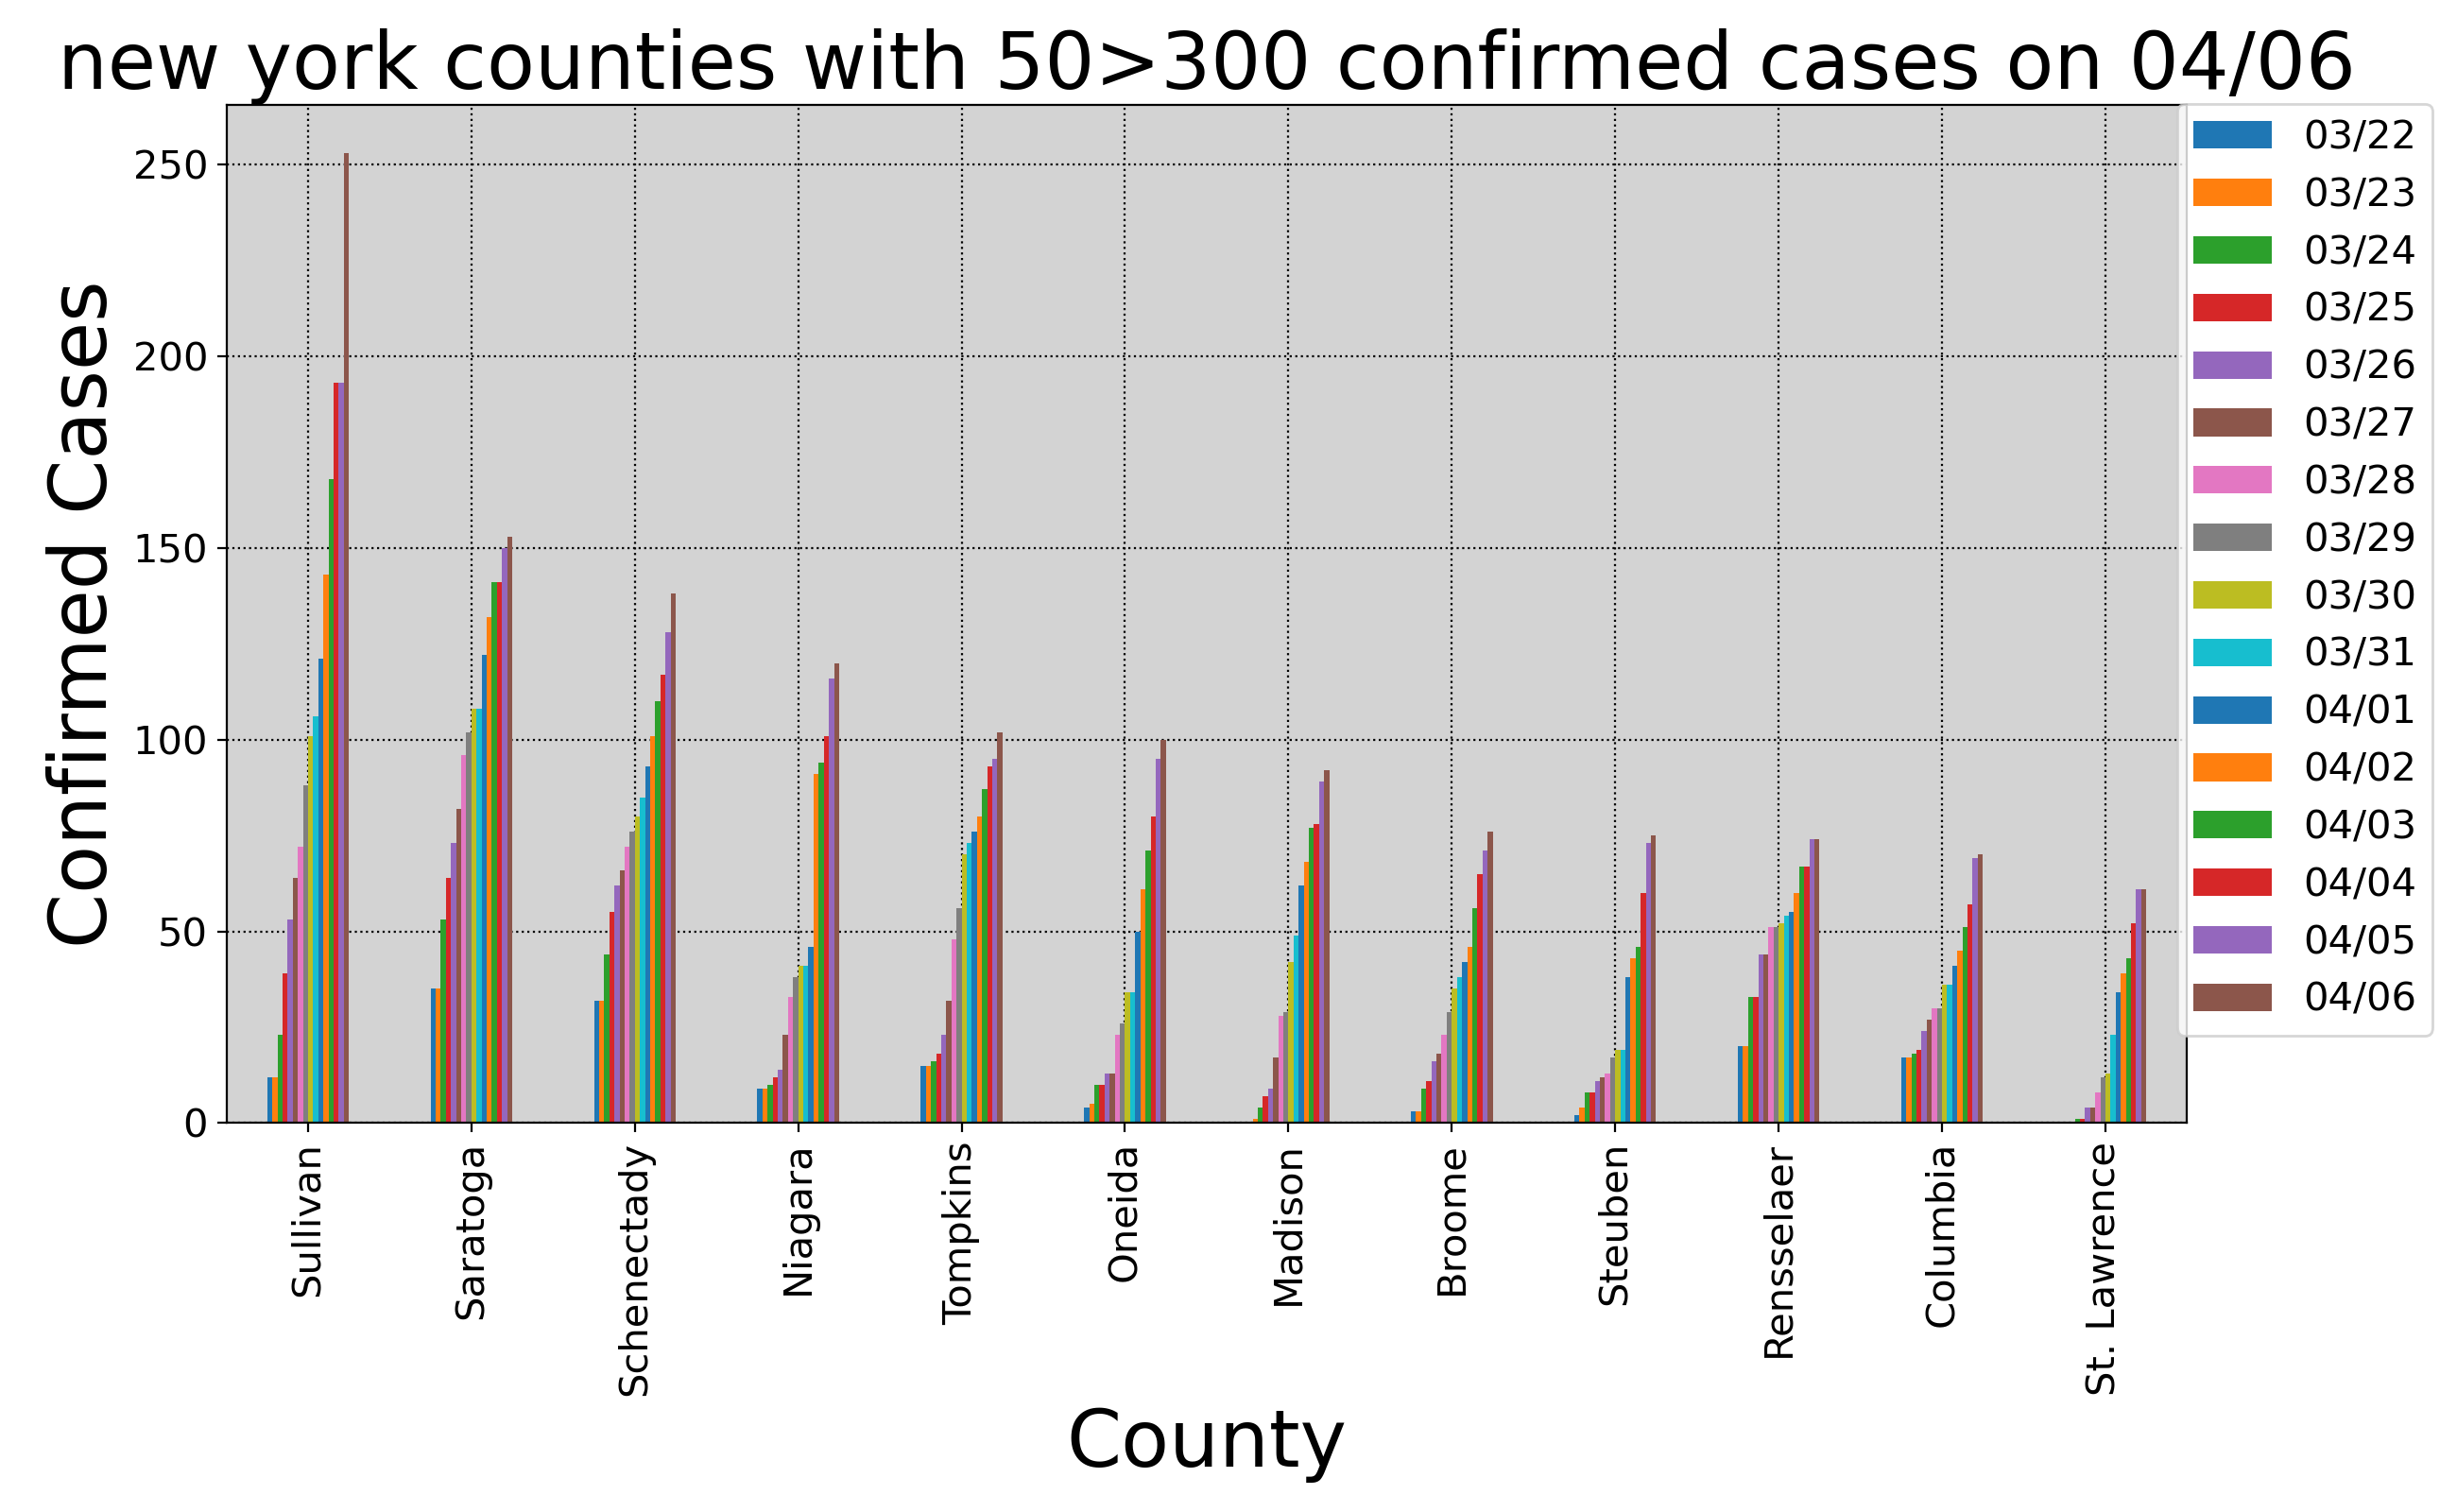 new york counties with 50>300 confirmed cases on 04/06
Confirmed Cases
250
200
150
100
50
0
03/22
03/23
03/24
03/25
03/26
03/27
03/28
03/29
03/30
03/31
04/01
04/02
04/03
04/04
04/05
04/06
Sullivan
Saratoga
Schenectady
Niagara
Tompkins
Oneida
Madison
Broome
Steuben
Rensselaer
Columbia
St. Lawrence
County